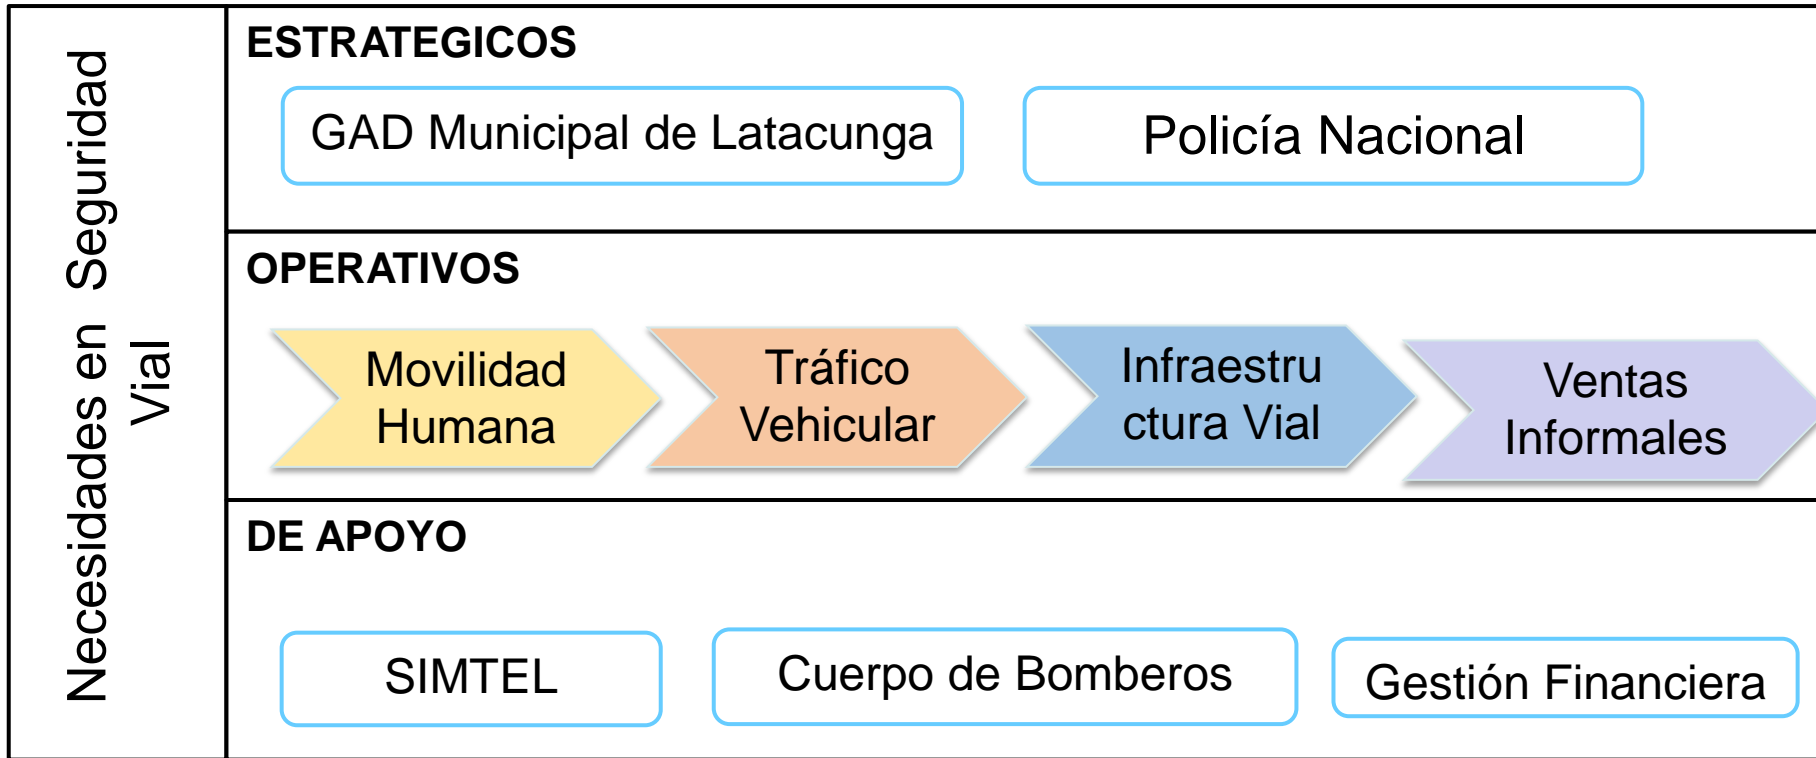 Necesidades en Seguridad
Vial
ESTRATEGICOS
GAD Municipal de Latacunga
Policía Nacional
OPERATIVOS
Movilidad
Humana
Tráfico
Vehicular
Infraestru
ctura Vial
Ventas
Informales
DE APOYO
SIMTEL
Cuerpo de Bomberos
Gestión Financiera